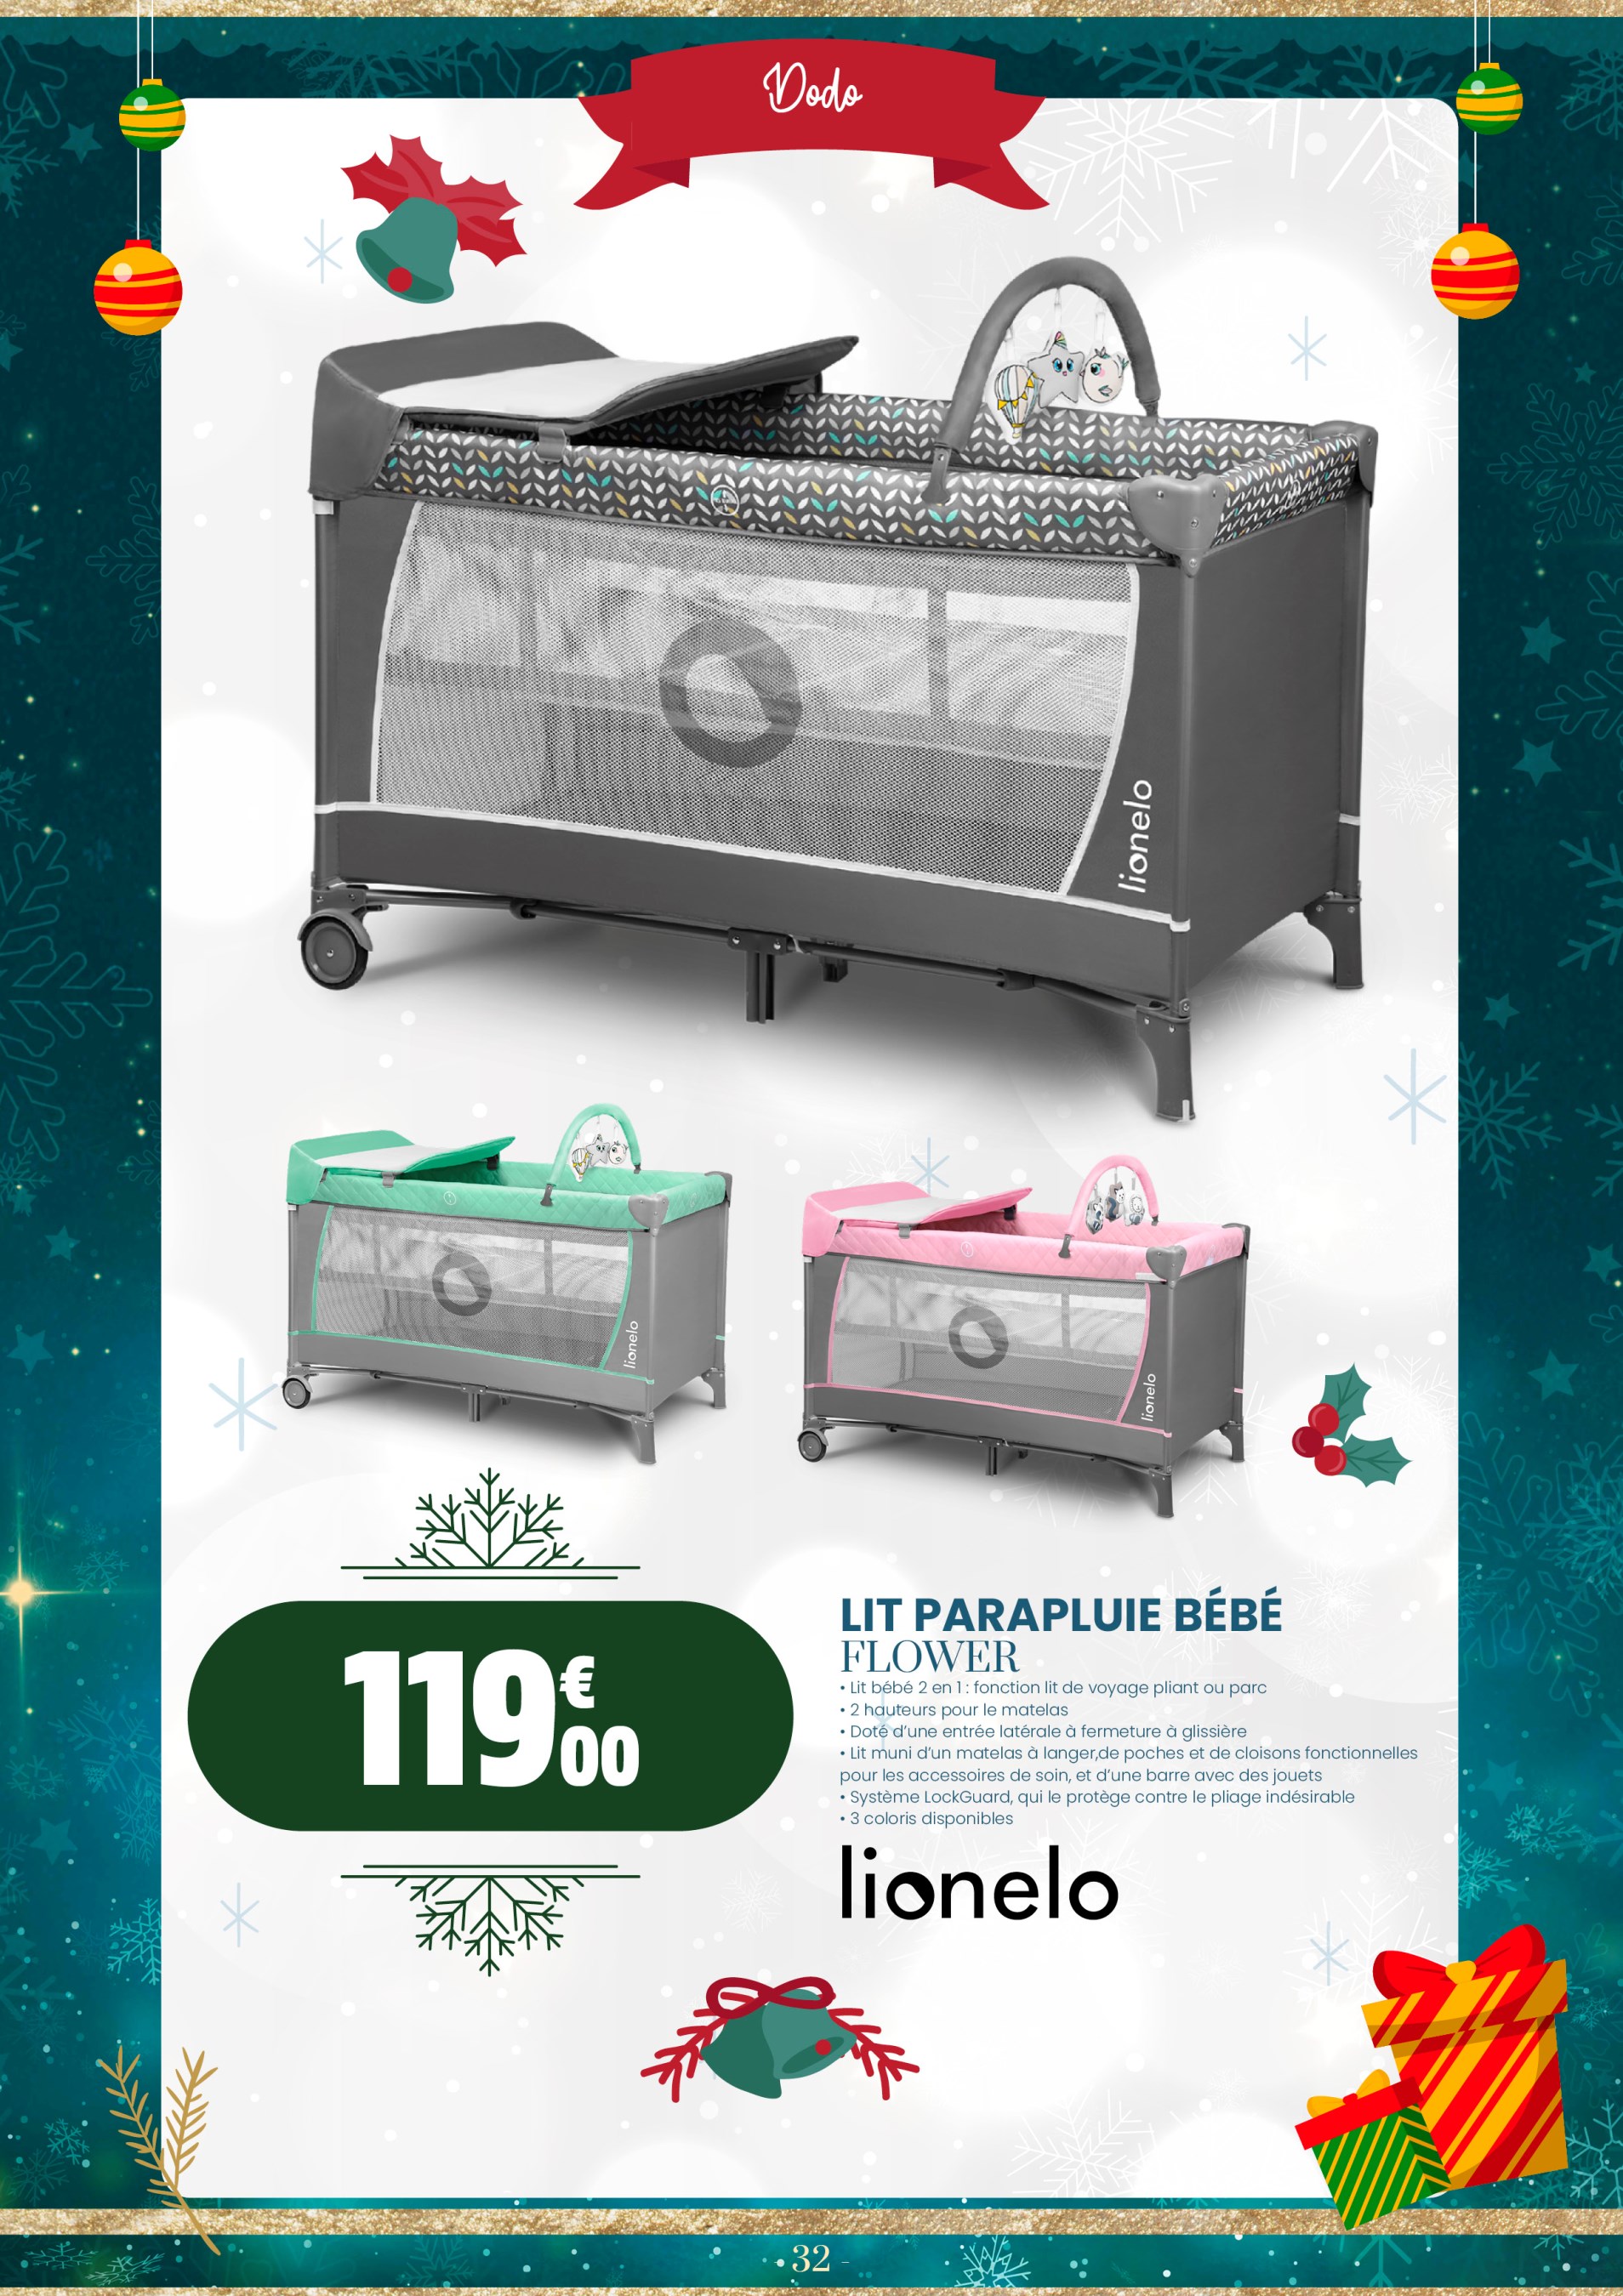 Dodo
lionelo
lionelo
lionelo
119€00
LIT PARAPLUIE BÉBÉ
FLOWER
• Lit bébé 2 en 1 : fonction lit de voyage pliant ou parc
• 2 hauteurs pour le matelas
• Doté d'une entrée latérale à fermeture à glissière
• Lit muni d'un matelas à langer,de poches et de cloisons fonctionnelles
pour les accessoires de soin, et d'une barre avec des jouets
• Système LockGuard, qui le protège contre le pliage indésirable
• 3 coloris disponibles
lionelo
- 32 -